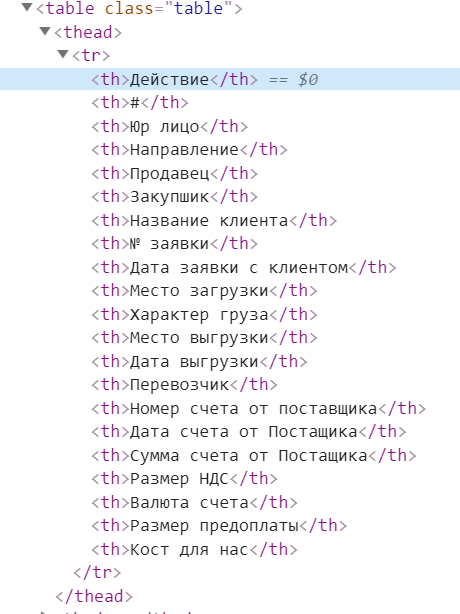 ▼<table class="table">
▼<thead>
▼<tr>
<th>Действие</th> == $0
<th>#</th>
<th>Юр лицо</th>
<th>Направление</th>
<th>Продавец</th>
<th>Закупшик</th>
<th>Название клиента</th>
<th>№ заявки</th>
<th>Дата заявки с клиентом</th>
<th>Место загрузки</th>
<th>Характер груза</th>
<th>Место выгрузки</th>
<th>Дата выгрузки</th>
<th>Перевозчик</th>
<th>Номер счета от поставщика</th>
<th>Дата счета от Постащика</th>
<th>Сумма счета от Постащика</th>
<th>Размер НДС</th>
<th>Валюта счета</th>
<th>Размер предоплаты</th>
<th>Кост для нас</th>
</tr>
</thead>